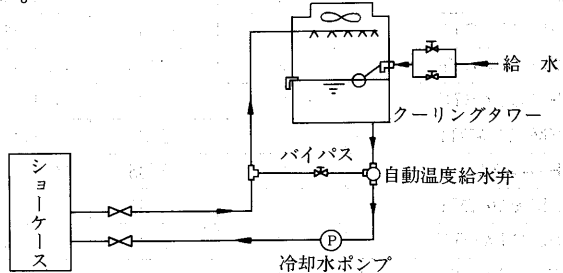 給水
クーリングタワー
バイパス
自動温度給水弁
ショーケース
P
冷却水ポンプ